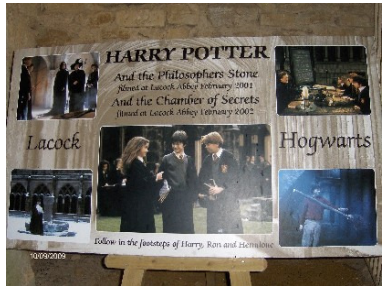 HARRY POTTER
And the Philosophers Stone
filmed at Lacock Abbey February 2001
And the Chamber of Secrets
filmed at Lacock Abbey February 2002
Lacock
Hogwarts
Follow in the footsteps of Harry, Ron and Hermione
10/09/2009